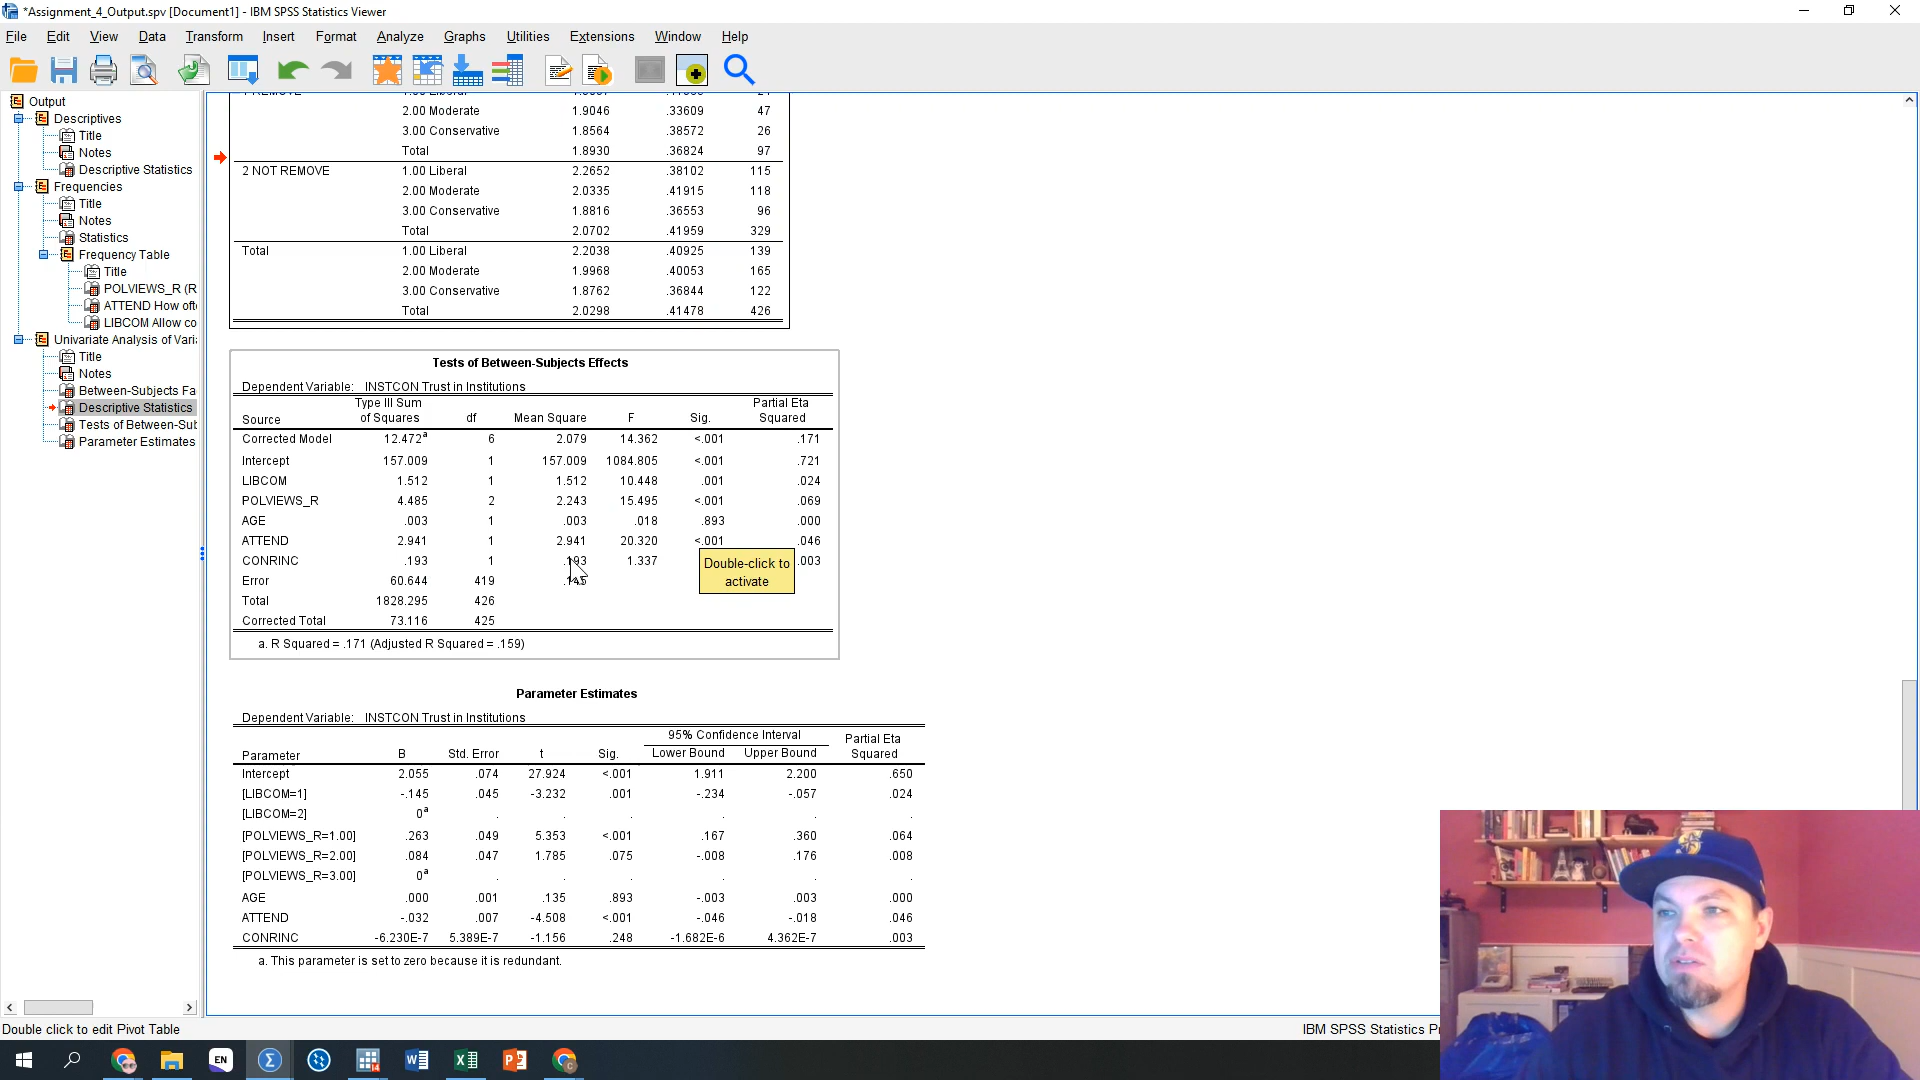 *Assignment_4_Output.spv [Document1] - IBM SPSS Statistics Viewer
File Edit View Data Transform Insert Format Analyze Graphs Utilities Extensions Window Help
Output
Descriptives
Title
Notes
Descriptive Statistics
Frequencies
Title
Notes
Statistics
Frequency Table
Title
POLVIEWS_R (R
ATTEND How oft
LIBCOM Allow co
Univariate Analysis of Vari
Title
Notes
Between-Subjects Fa
Descriptive Statistics
Tests of Between-Sub
Parameter Estimates
2.00 Moderate 1.9046 .33609 47
3.00 Conservative 1.8564 .38572 26
Total 1.8930 .36824 97
2 NOT REMOVE 1.00 Liberal 2.2652 .38102 115
2.00 Moderate 2.0335 .41915 118
3.00 Conservative 1.8816 .36553 96
Total 2.0702 .41959 329
Total 1.00 Liberal 2.2038 .40925 139
2.00 Moderate 1.9968 .40053 165
3.00 Conservative 1.8762 .36844 122
Total 2.0298 .41478 426
Tests of Between-Subjects Effects
Dependent Variable: INSTCON Trust in Institutions
Source Type III Sum of Squares df Mean Square F Sig. Partial Eta Squared
Corrected Model 12.472a 6 2.079 14.362 <.001 .171
Intercept 157.009 1 157.009 1084.805 <.001 .721
LIBCOM 1.512 1 1.512 10.448 .001 .024
POLVIEWS_R 4.485 2 2.243 15.495 <.001 .069
AGE .003 1 .003 .018 .893 .000
ATTEND 2.941 1 2.941 20.320 <.001 .046
CONRINC .193 1 .193 1.337 .003
Error 60.644 419 .145
Total 1828.295 426
Corrected Total 73.116 425
a. R Squared = .171 (Adjusted R Squared = .159)
Double-click to
activate
Parameter Estimates
Dependent Variable: INSTCON Trust in Institutions
95% Confidence Interval
Parameter B Std. Error t Sig. Lower Bound Upper Bound Partial Eta Squared
Intercept 2.055 .074 27.924 <.001 1.911 2.200 .650
[LIBCOM=1] -.145 .045 -3.232 .001 -.234 -.057 .024
[LIBCOM=2] 0a . . . . . .
[POLVIEWS_R=1.00] .263 .049 5.353 <.001 .167 .360 .064
[POLVIEWS_R=2.00] .084 .047 1.785 .075 -.008 .176 .008
[POLVIEWS_R=3.00] 0a . . . . . .
AGE .000 .001 .135 .893 -.003 .003 .000
ATTEND -.032 .007 -4.508 <.001 -.046 -.018 .046
CONRINC -6.230E-7 5.389E-7 -1.156 .248 -1.682E-6 4.362E-7 .003
a. This parameter is set to zero because it is redundant.
Double click to edit Pivot Table
IBM SPSS Statistics Pr
EN